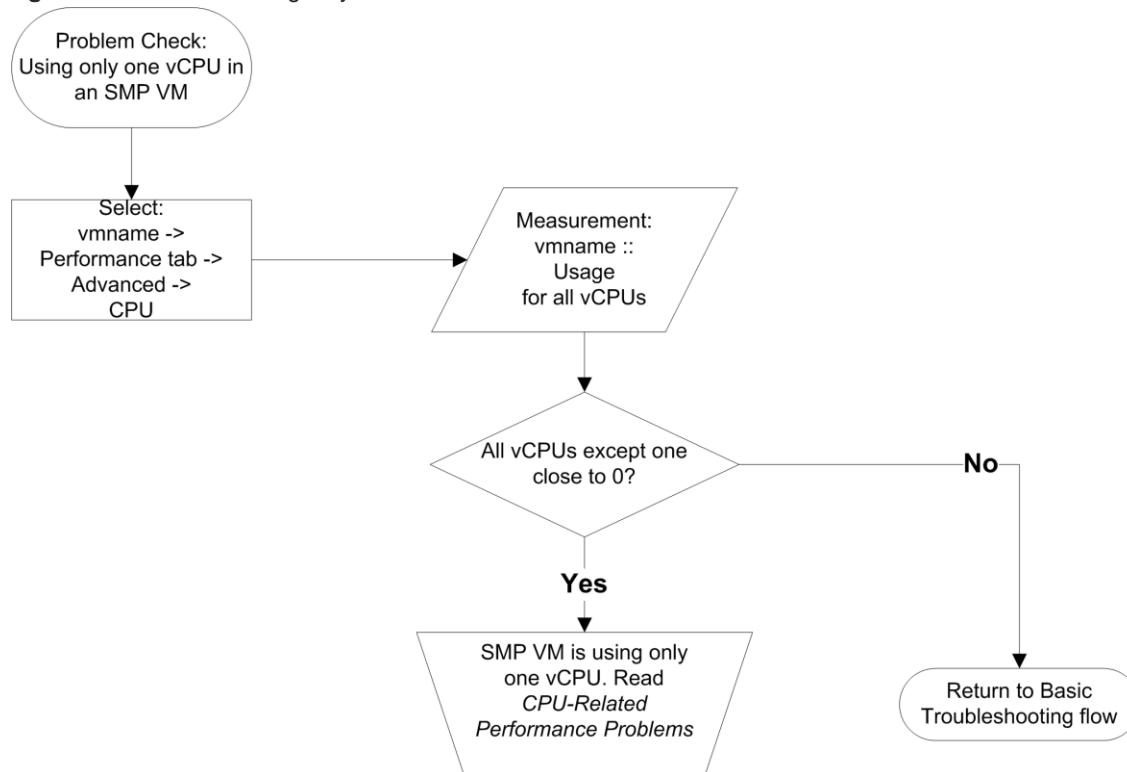 Problem Check:
Using only one vCPU in
an SMP VM
Select:
vmname ->
Performance tab ->
Advanced ->
CPU
Measurement:
vmname ::
Usage
for all vCPUs
All vCPUs except one
close to 0?
No
Yes
SMP VM is using only
one vCPU. Read
CPU-Related
Performance Problems
Return to Basic
Troubleshooting flow